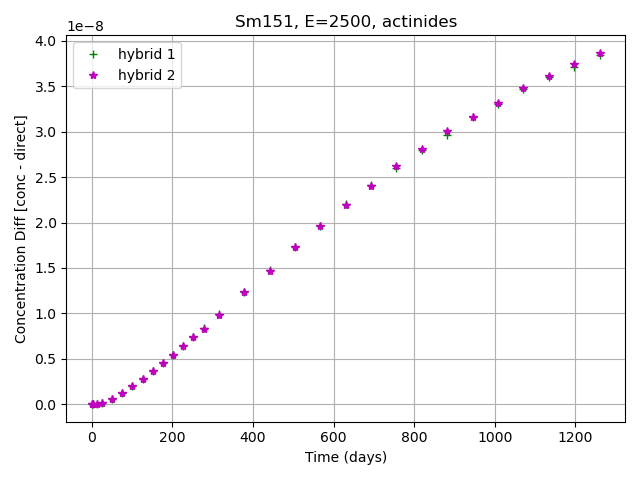 Sm151, E=2500, actinides
1e−8
hybrid 1
hybrid 2
4.0
3.5
3.0
2.5
2.0
1.5
1.0
0.5
0.0
Concentration Diff [conc - direct]
0 200 400 600 800 1000 1200
Time (days)